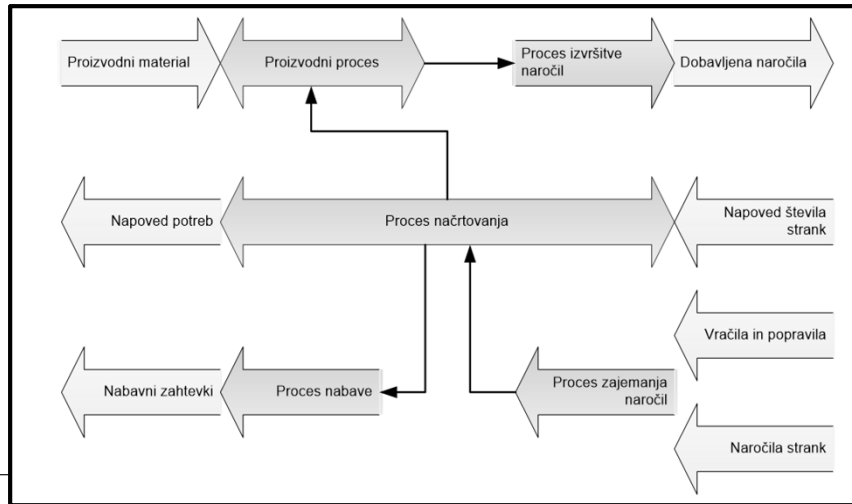 Proizvodni material
Proizvodni proces
Proces izvršitve
naročil
Dobavljena naročila
Napoved potreb
Proces načrtovanja
Napoved števila
strank
Vračila in popravila
Nabavni zahtevki
Proces nabave
Proces zajemanja
naročil
Naročila strank